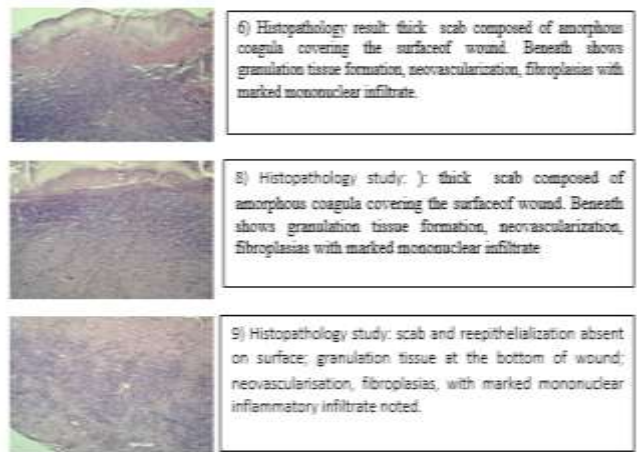 6) Histopathology result: thick scab composed of amorphous
coagula covering the surfaceof wound. Beneath shows
granulation tissue formation, neovascularization, fibroplasias with
marked mononuclear infiltrate.
8) Histopathology study: ): thick scab composed of
amorphous coagula covering the surfaceof wound. Beneath
shows granulation tissue formation, neovascularization,
fibroplasias with marked mononuclear infiltrate
9) Histopathology study: scab and reepithelialization absent
on surface; granulation tissue at the bottom of wound;
neovascularisation, fibroplasias, with marked mononuclear
inflammatory infiltrate noted.